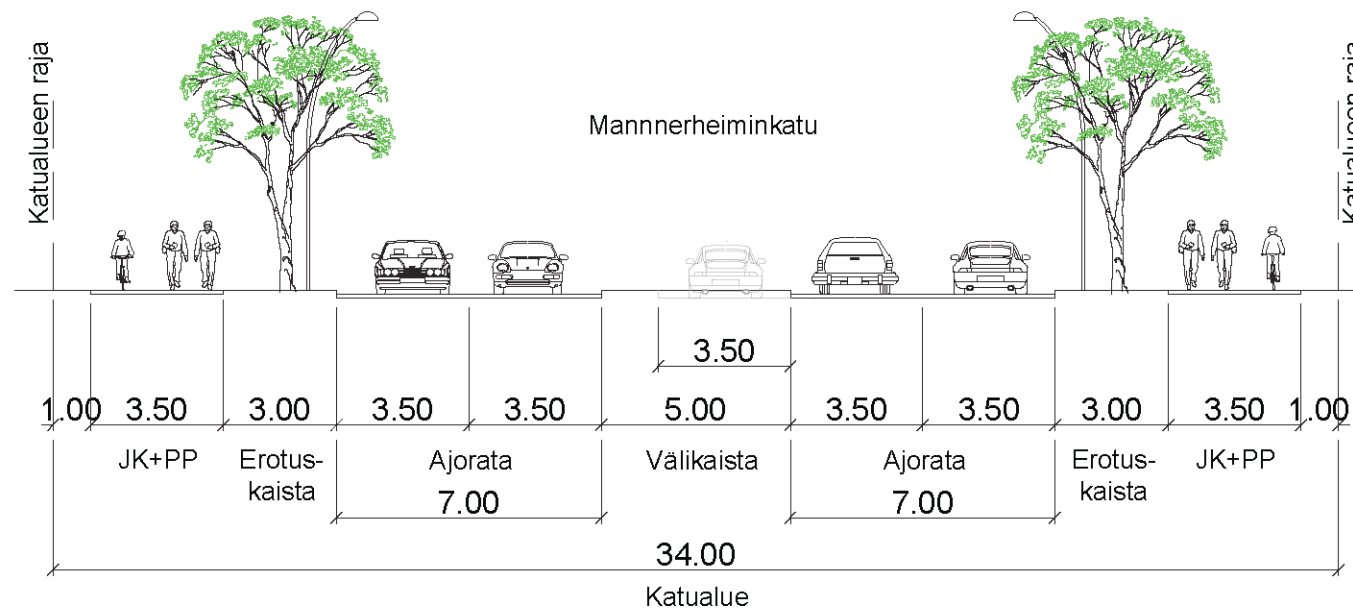 Katualueen raja
Mannnerheiminkatu
Katualueen raja
3.50
1.00 3.50 3.00 3.50 3.50 5.00 3.50 3.50 3.00 3.50 1.00
JK+PP Erotus- Ajorata Välikaista Ajorata Erotus- JK+PP
kaista kaista
7.00 7.00
34.00
Katualue